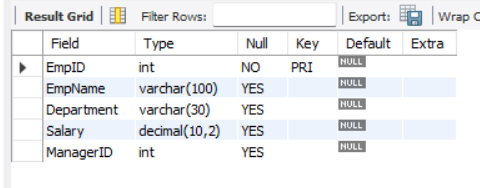 Result Grid Filter Rows: Export: Wrap C
Field Type Null Key Default Extra
EmpID int NO PRI NULL
EmpName varchar(100) YES NULL
Department varchar(30) YES NULL
Salary decimal(10,2) YES NULL
ManagerID int YES NULL